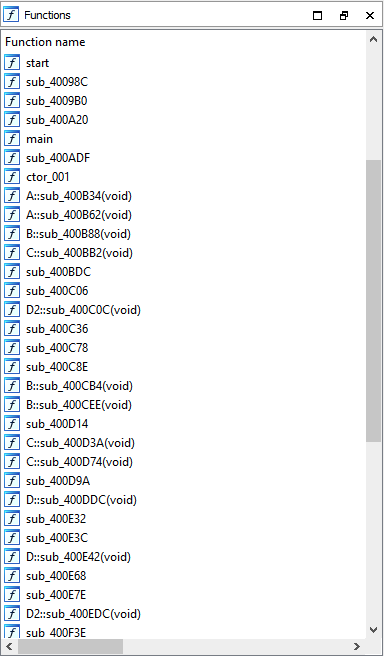 Functions
Function name
start
sub_40098C
sub_4009B0
sub_400A20
main
sub_400ADF
ctor_001
A::sub_400B34(void)
A::sub_400B62(void)
B::sub_400B88(void)
C::sub_400BB2(void)
sub_400BDC
sub_400C06
D2::sub_400C0C(void)
sub_400C36
sub_400C78
sub_400C8E
B::sub_400CB4(void)
B::sub_400CEE(void)
sub_400D14
C::sub_400D3A(void)
C::sub_400D74(void)
sub_400D9A
D::sub_400DDC(void)
sub_400E32
sub_400E3C
D::sub_400E42(void)
sub_400E68
sub_400E7E
D2::sub_400EDC(void)
sub_400F3E